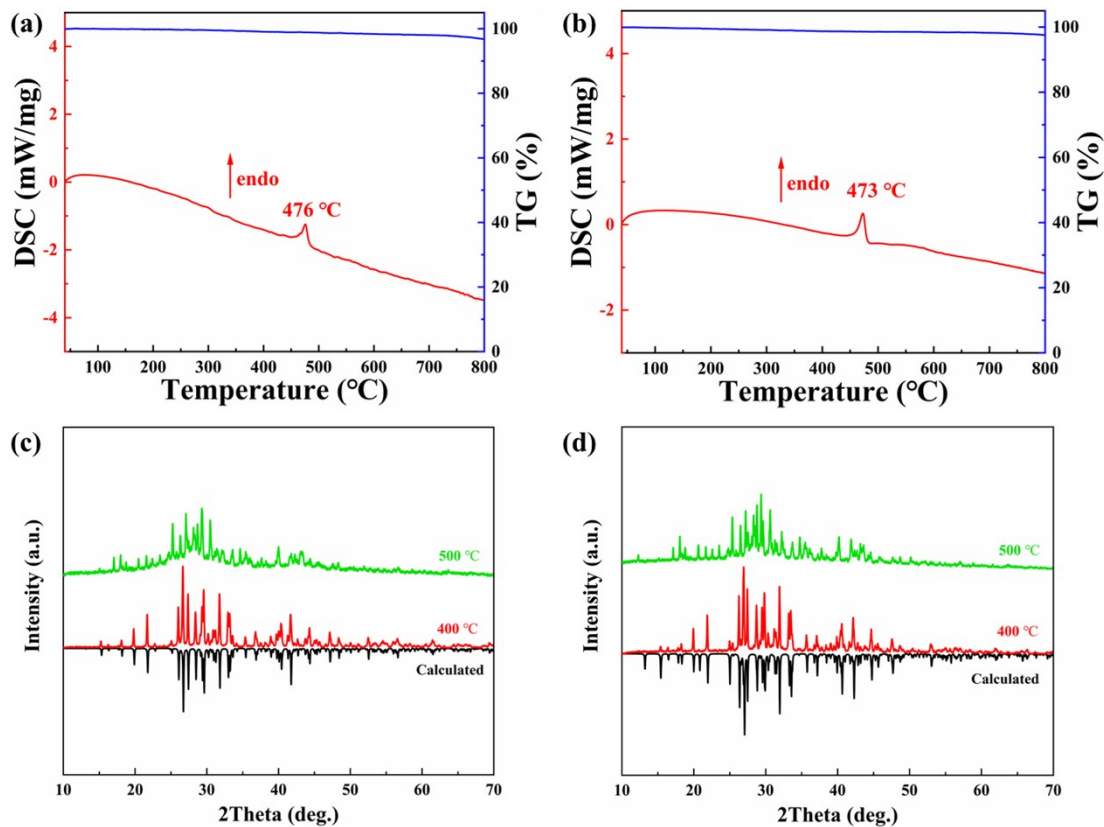 (a)
4
2
0
-2
-4
DSC (mW/mg)
endo
476 °C
100
80
60
40
20
0
TG (%)
100 200 300 400 500 600 700 800
Temperature (°C)
(b)
4
2
0
-2
DSC (mW/mg)
endo
473 °C
100
80
60
40
20
0
TG (%)
100 200 300 400 500 600 700 800
Temperature (°C)
(c)
Intensity (a.u.)
500 °C
400 °C
Calculated
10 20 30 40 50 60 70
2Theta (deg.)
(d)
Intensity (a.u.)
500 °C
400 °C
Calculated
10 20 30 40 50 60 70
2Theta (deg.)